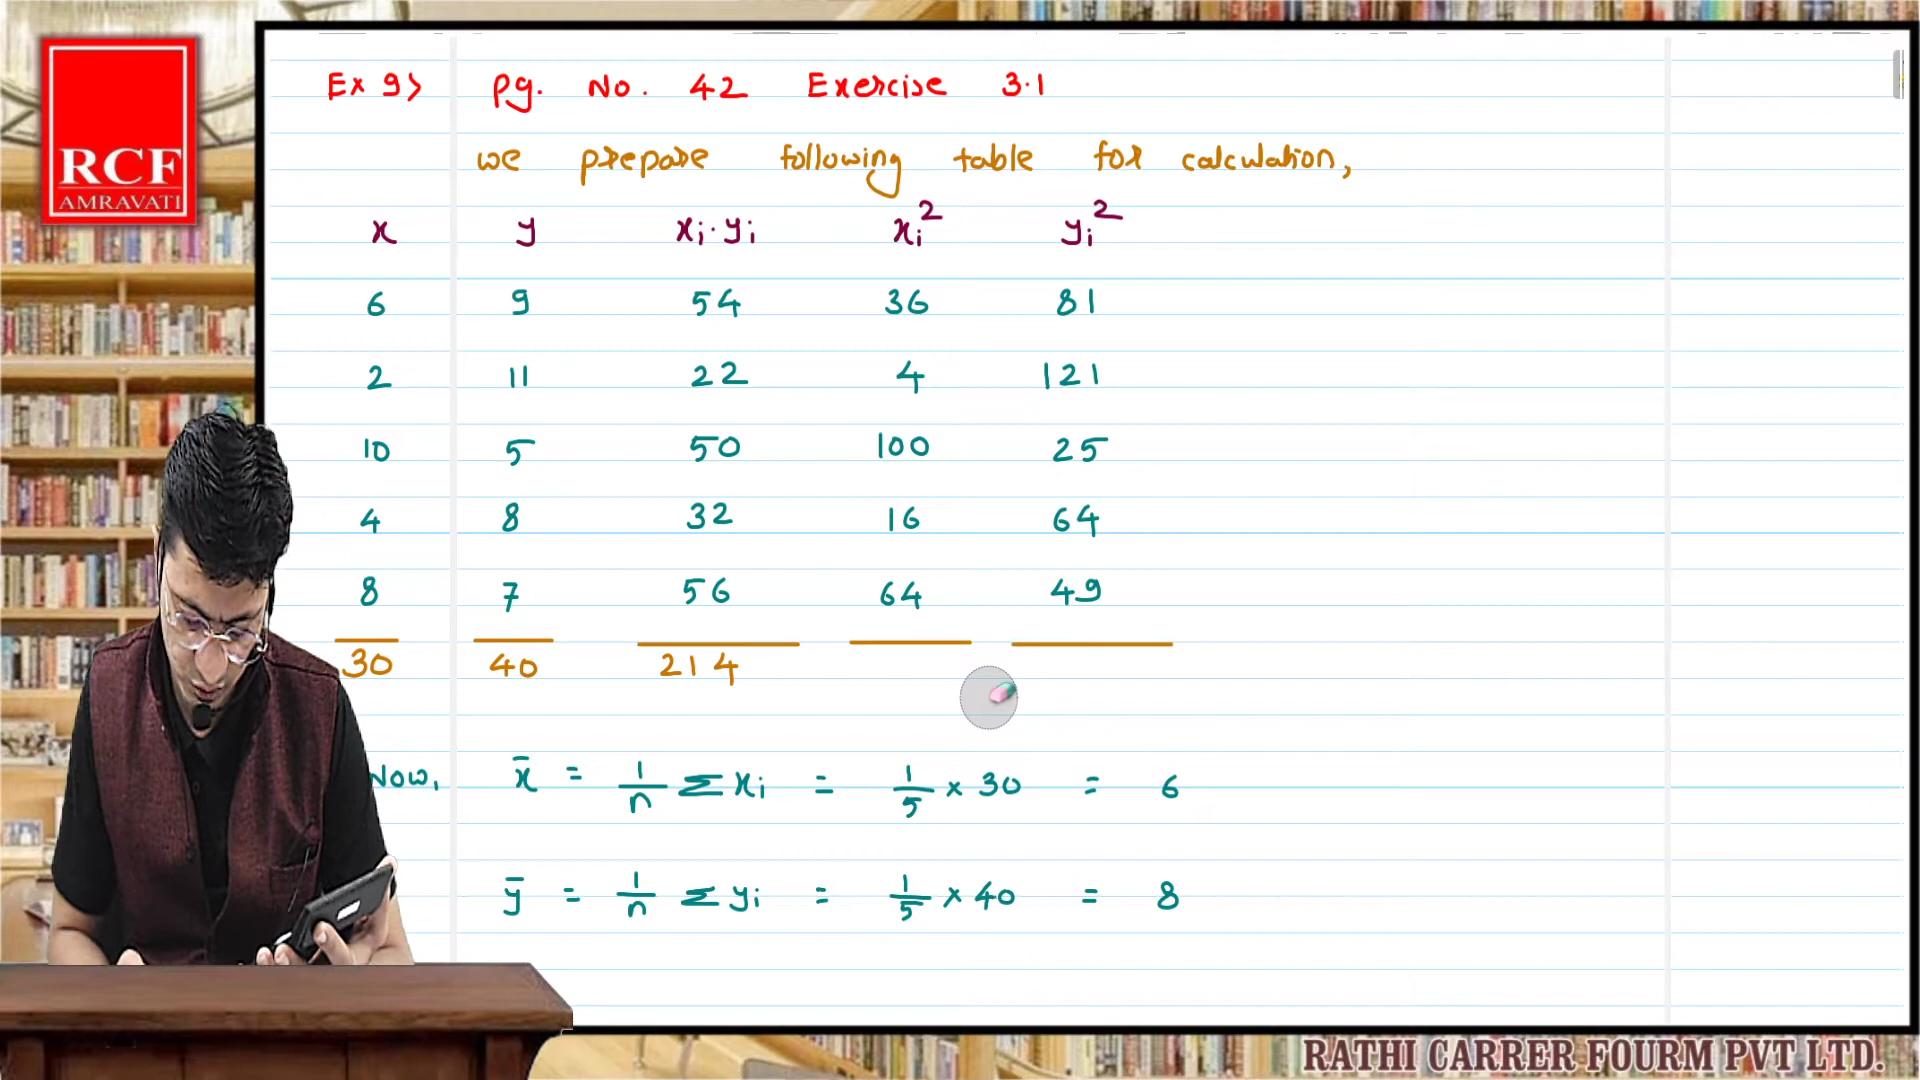 RCF
AMRAVATI
Ex 9> Pg. No. 42 Exercise 3.1
we prepare following table for calculation,
x y xi.yi xi² yi²
6 9 54 36 81
2 11 22 4 121
10 5 50 100 25
4 8 32 16 64
8 7 56 64 49
30 40 214
Now, x̄ = 1/n Σxi = 1/5 × 30 = 6
ȳ = 1/n Σyi = 1/5 × 40 = 8
RATHI CARRER FOURM PVT LTD.